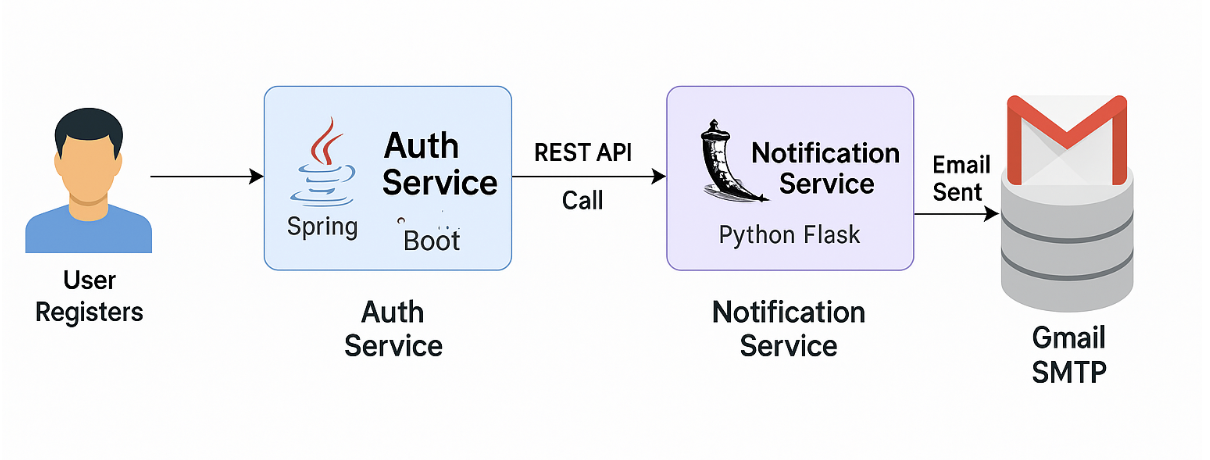 User
Registers
Auth
Service
Spring
Boot
Auth
Service
REST API
Call
Notification
Service
Python Flask
Notification
Service
Email
Sent
Gmail
SMTP